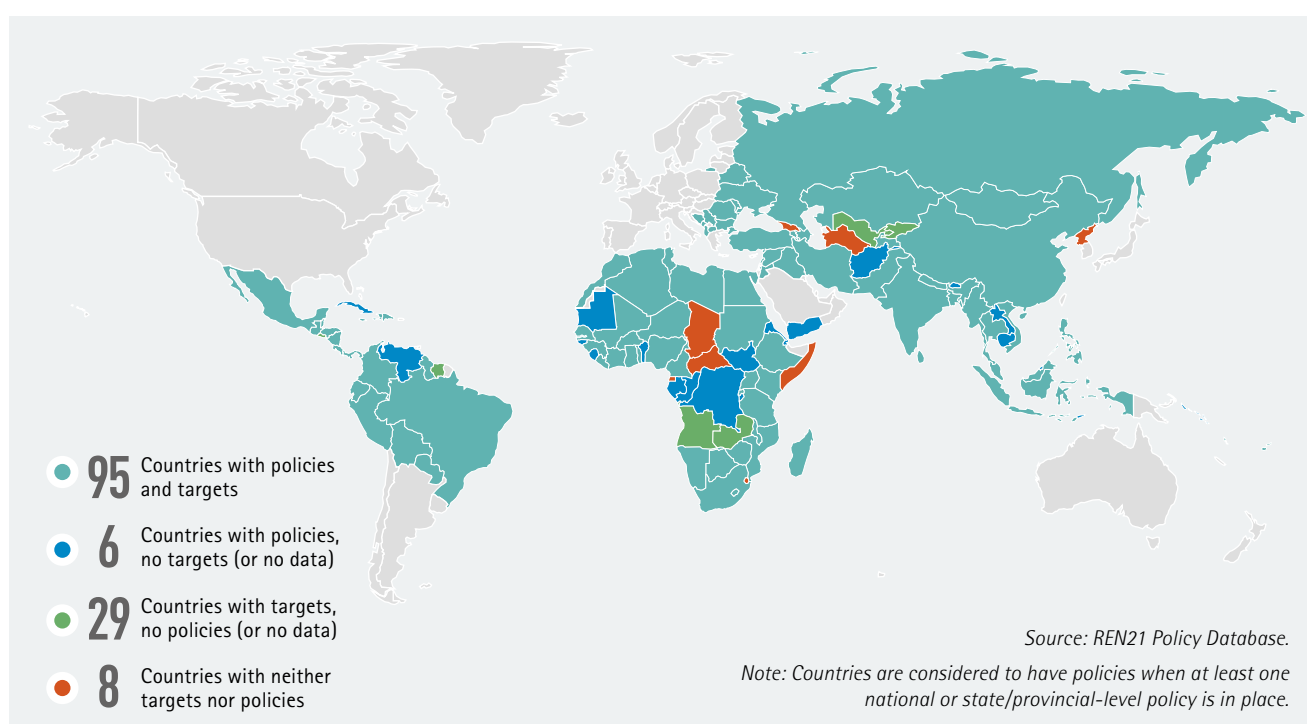 95 Countries with policies
and targets
6 Countries with policies,
no targets (or no data)
29 Countries with targets,
no policies (or no data)
8 Countries with neither
targets nor policies
Source: REN21 Policy Database.
Note: Countries are considered to have policies when at least one
national or state/provincial-level policy is in place.